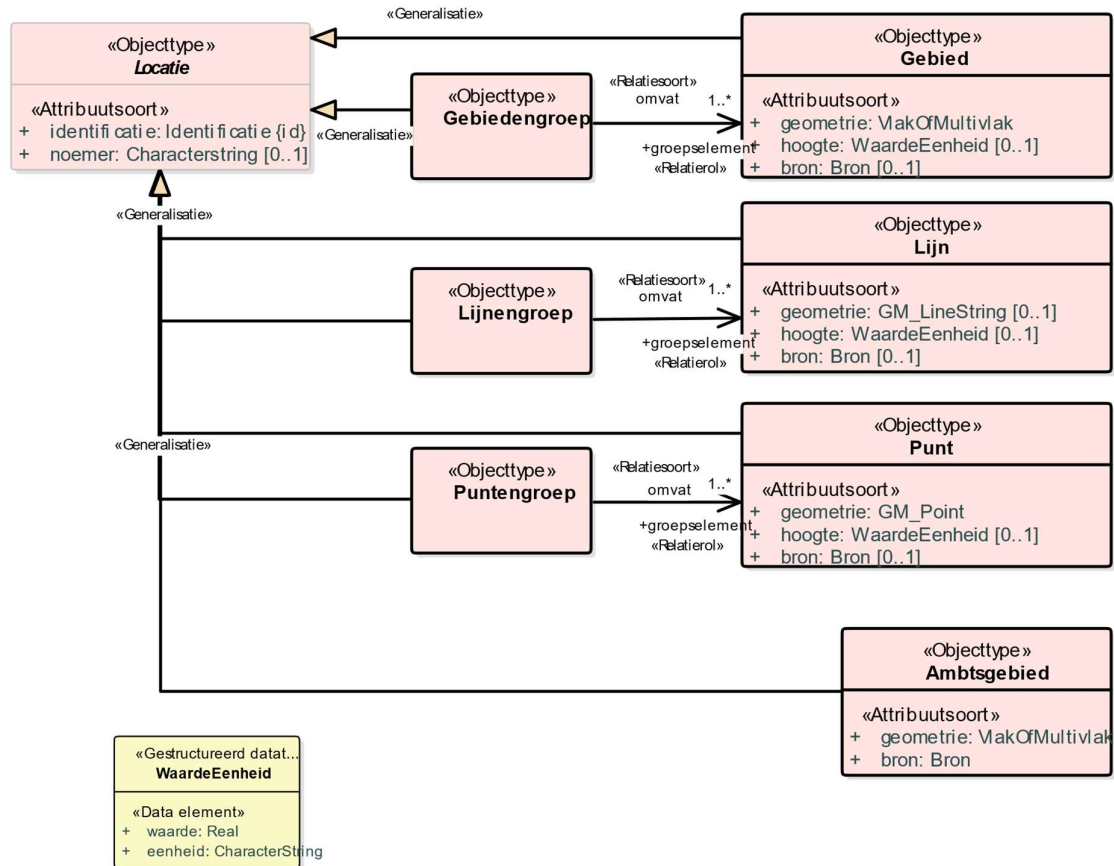 «Generalisatie»
«Objecttype»
Locatie
«Attribuutsoort»
+ identificatie: Identificatie {id}
+ noemer: Characterstring [0..1]
«Generalisatie»
«Objecttype»
Gebiedengroep
«Relatiesoort»
omvat
1..*
+groepselement
«Relatierol»
«Objecttype»
Gebied
«Attribuutsoort»
+ geometrie: VlakOfMultivlak
+ hoogte: WaardeEenheid [0..1]
+ bron: Bron [0..1]
«Generalisatie»
«Objecttype»
Lijnengroep
«Relatiesoort»
omvat
1..*
+groepselement
«Relatierol»
«Objecttype»
Lijn
«Attribuutsoort»
+ geometrie: GM_LineString [0..1]
+ hoogte: WaardeEenheid [0..1]
+ bron: Bron [0..1]
«Generalisatie»
«Objecttype»
Puntengroep
«Relatiesoort»
omvat
1..*
+groepselement
«Relatierol»
«Objecttype»
Punt
«Attribuutsoort»
+ geometrie: GM_Point
+ hoogte: WaardeEenheid [0..1]
+ bron: Bron [0..1]
«Objecttype»
Ambtsgebied
«Attribuutsoort»
+ geometrie: VlakOfMultivlak
+ bron: Bron
«Gestructureerd datat...
WaardeEenheid
«Data element»
+ waarde: Real
+ eenheid: CharacterString